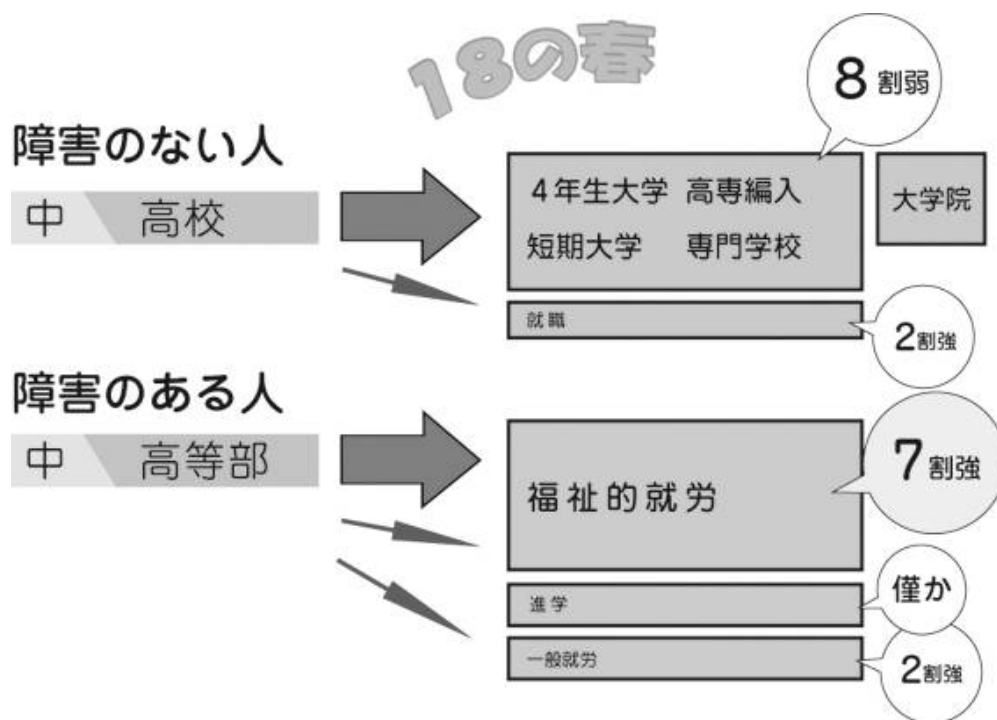 18の春
障害のない人
中 高校
8割弱
4年生大学 高専編入
短期大学 専門学校
大学院
就職
2割強
障害のある人
中 高等部
福祉的就労
7割強
進学
僅か
一般就労
2割強